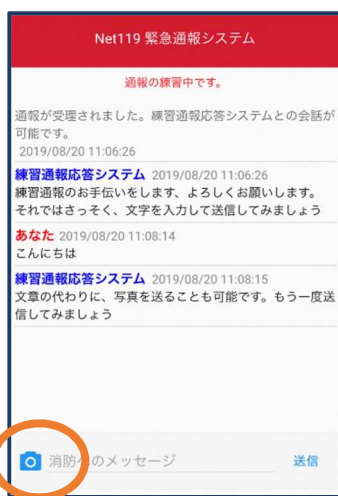 Net119 緊急通報システム
通報の練習中です。
通報が受理されました。練習通報応答システムとの会話が
可能です。
2019/08/20 11:06:26
練習通報応答システム 2019/08/20 11:06:26
練習通報のお手伝いをします、よろしくお願いします。
それではさっそく、文字を入力して送信してみましょう
あなた 2019/08/20 11:08:14
こんにちは
練習通報応答システム 2019/08/20 11:08:15
文章の代わりに、写真を送ることも可能です。もう一度送
信してみましょう
消防へのメッセージ 送信